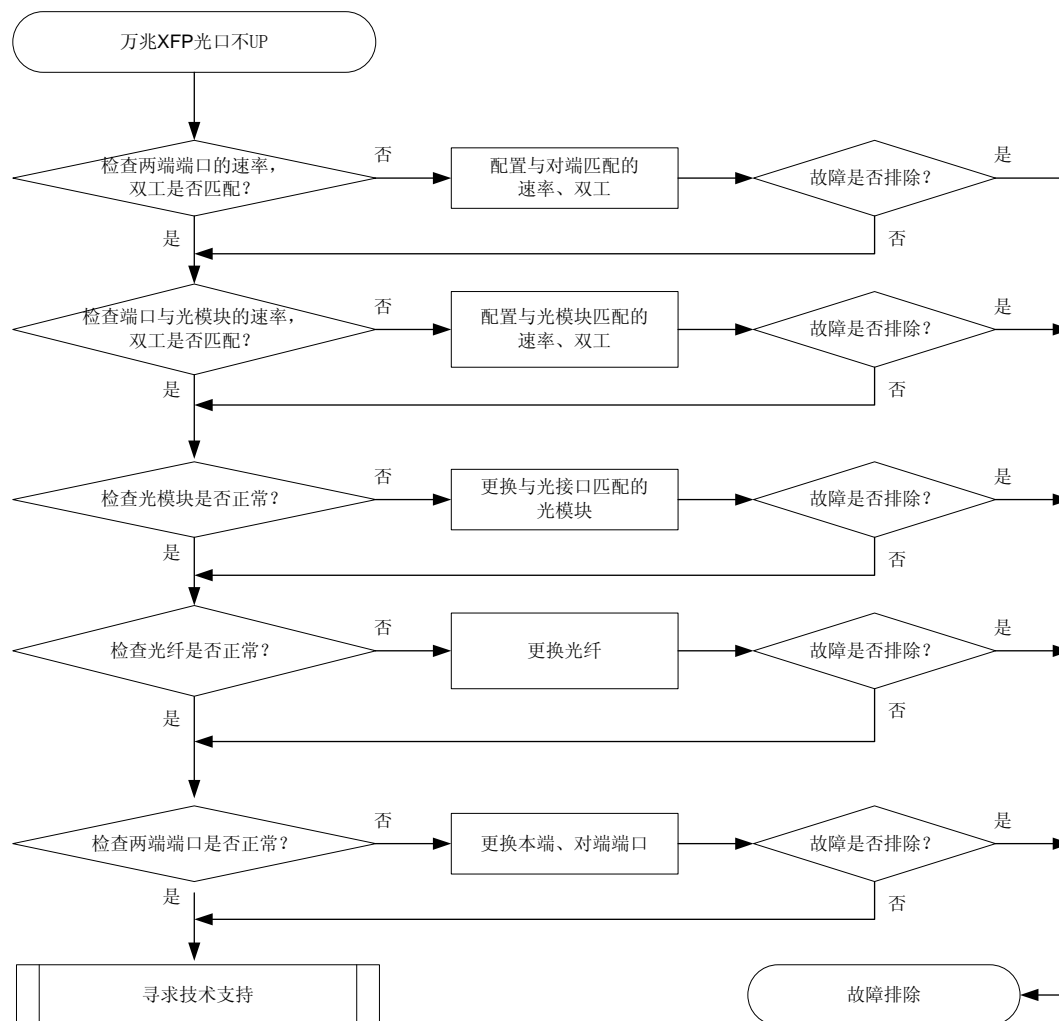 万兆XFP光口不UP
检查两端端口的速率,
双工是否匹配？
否
配置与对端匹配的
速率、双工
故障是否排除？
是
是
否
检查端口与光模块的速率，
双工是否匹配？
否
配置与光模块匹配的
速率、双工
故障是否排除？
是
是
否
检查光模块是否正常？
否
更换与光接口匹配的
光模块
故障是否排除？
是
是
否
检查光纤是否正常？
否
更换光纤
故障是否排除？
是
是
否
检查两端端口是否正常？
否
更换本端、对端端口
故障是否排除？
是
是
否
寻求技术支持
故障排除